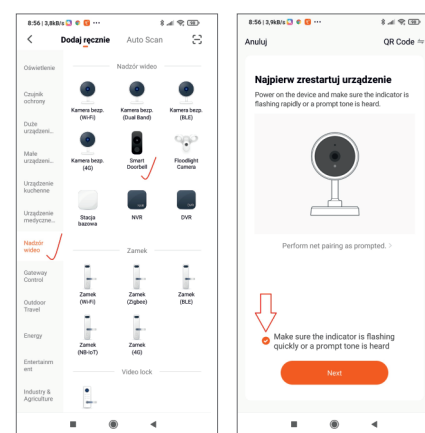 8:56 | 3,8kB/s
Dodaj ręcznie Auto Scan
Oświetlenie
Czujnik
ochrony
Duże
urządzeni...
Małe
urządzeni...
Urządzenie
kuchenne
Urządzenie
medyczne...
Nadzór
wideo
Gateway
Control
Outdoor
Travel
Energy
Entertainm
ent
Industry &
Agriculture
Nadzór wideo
Kamera bezp.
(Wi-Fi)
Kamera bezp.
(Dual Band)
Kamera bezp.
(BLE)
Kamera bezp.
(4G)
Smart
Doorbell
Floodlight
Camera
Stacja
bazowa
NVR
DVR
Zamek
Zamek
(Wi-Fi)
Zamek
(Zigbee)
Zamek
(BLE)
Zamek
(NB-IoT)
Zamek
(4G)
Video lock
8:56 | 3,9kB/s
Anuluj QR Code
Najpierw zrestartuj urządzenie
Power on the device and make sure the indicator is
flashing rapidly or a prompt tone is heard.
Perform net pairing as prompted. >
Make sure the indicator is flashing
quickly or a prompt tone is heard
Next